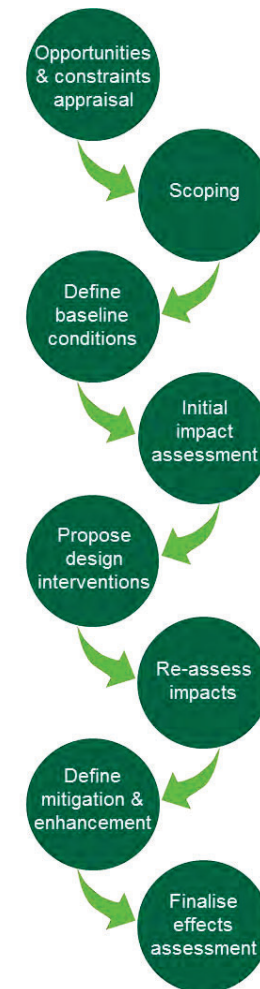 Opportunities
& constraints
appraisal
Scoping
Define
baseline
conditions
Initial
impact
assessment
Propose
design
interventions
Re-assess
impacts
Define
mitigation &
enhancement
Finalise
effects
assessment